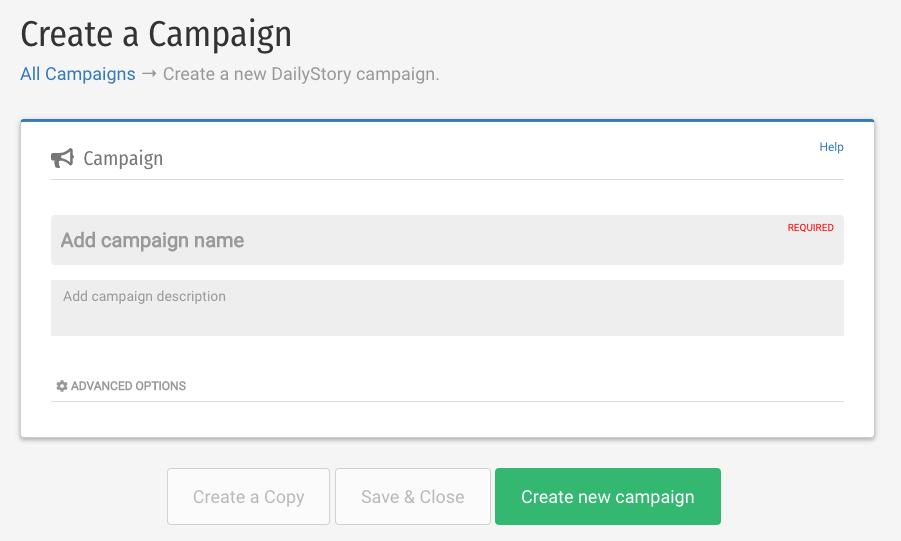 Create a Campaign
All Campaigns → Create a new DailyStory campaign.
Campaign
Help
Add campaign name
REQUIRED
Add campaign description
ADVANCED OPTIONS
Create a Copy
Save & Close
Create new campaign